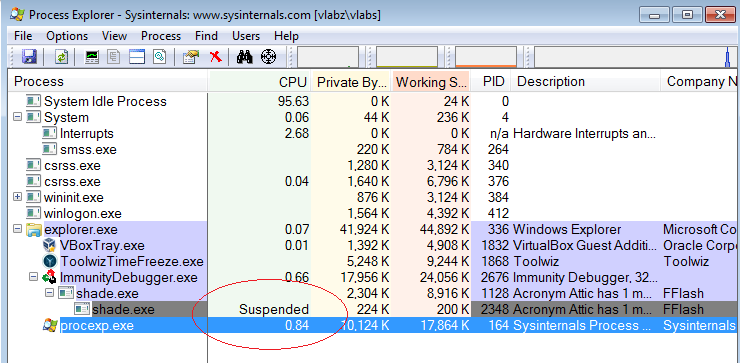 Process Explorer - Sysinternals: www.sysinternals.com [vlabz\vlabs]
File Options View Process Find Users Help
Process CPU Private By... Working S... PID Description Company N
System Idle Process 95.63 0 K 24 K 0
System 0.06 44 K 236 K 4
Interrupts 2.68 0 K 0 K n/a Hardware Interrupts an...
smss.exe 220 K 784 K 264
csrss.exe 1,280 K 3,124 K 340
csrss.exe 0.04 1,640 K 6,796 K 376
wininit.exe 876 K 3,124 K 384
winlogon.exe 1,564 K 4,392 K 412
explorer.exe 0.07 41,924 K 44,892 K 336 Windows Explorer Microsoft Co
VBoxTray.exe 0.01 1,392 K 4,908 K 1832 VirtualBox Guest Additi... Oracle Corpo
ToolwizTimeFreeze.exe 5,248 K 9,244 K 1868 Toolwiz Toolwiz
ImmunityDebugger.exe 0.66 17,956 K 24,056 K 2676 Immunity Debugger, 32...
shade.exe 2,304 K 8,916 K 1128 Acronym Attic has 1 m... FFlash
shade.exe Suspended 224 K 200 K 2348 Acronym Attic has 1 m... FFlash
procexp.exe 0.84 10,124 K 17,864 K 164 Sysinternals Process ... Sysinternals